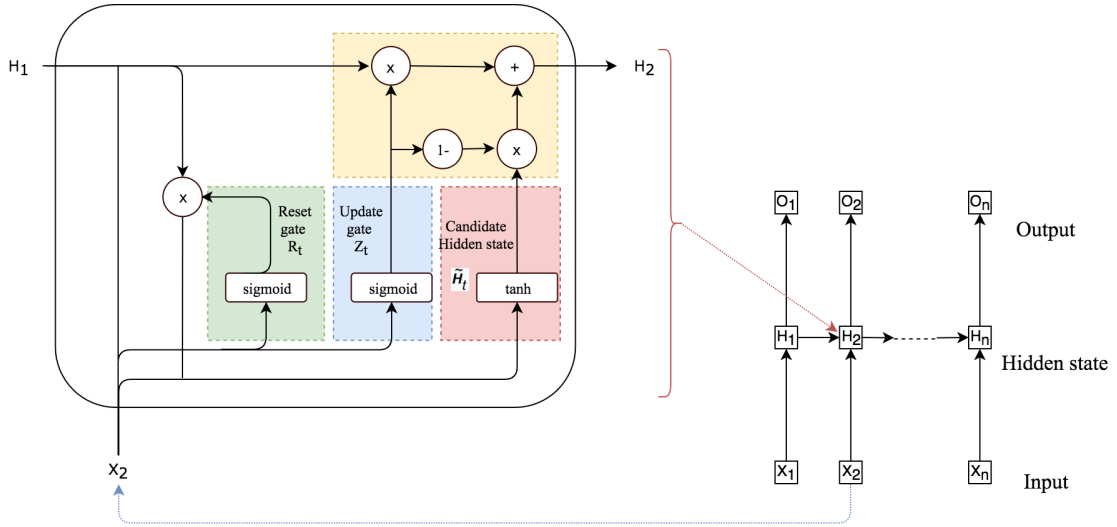 H1
H2
x
+
1-
x
x
Reset
gate
Rt
Update
gate
Zt
Candidate
Hidden state
H̃t
sigmoid
sigmoid
tanh
X2
O1
O2
On
Output
H1
H2
Hn
Hidden state
X1
X2
Xn
Input